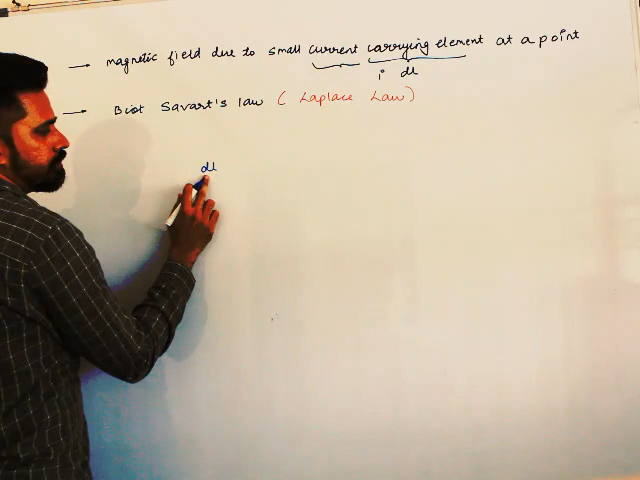 → magnetic field due to small current carrying element at a point
i dl
→ Biot Savart's law ( Laplace Law )
dl